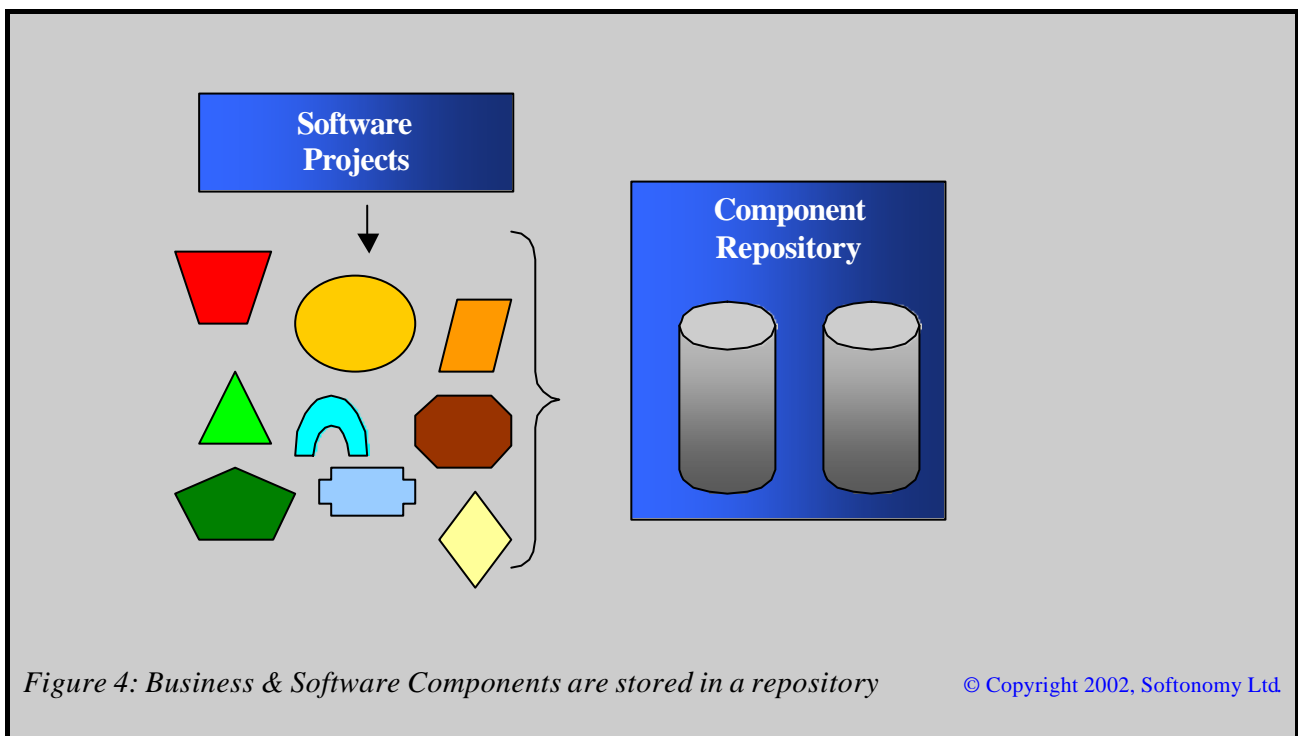 Software
Projects
Component
Repository
Figure 4: Business & Software Components are stored in a repository
© Copyright 2002, Softonomy Ltd.